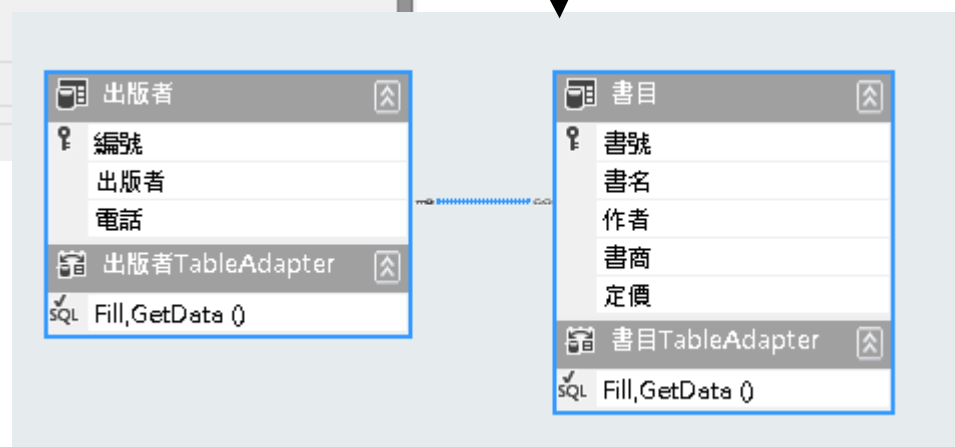 出版者
編號
出版者
電話
出版者TableAdapter
SQL Fill,GetData ()
書目
書號
書名
作者
書商
定價
書目TableAdapter
SQL Fill,GetData ()